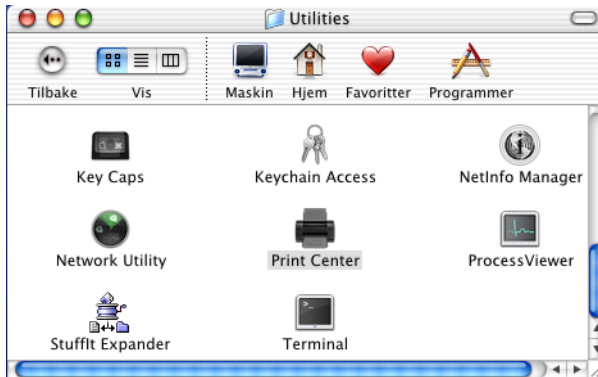 Utilities
Tilbake Vis Maskin Hjem Favoritter Programmer
Key Caps Keychain Access NetInfo Manager
Network Utility Print Center ProcessViewer
StuffIt Expander Terminal